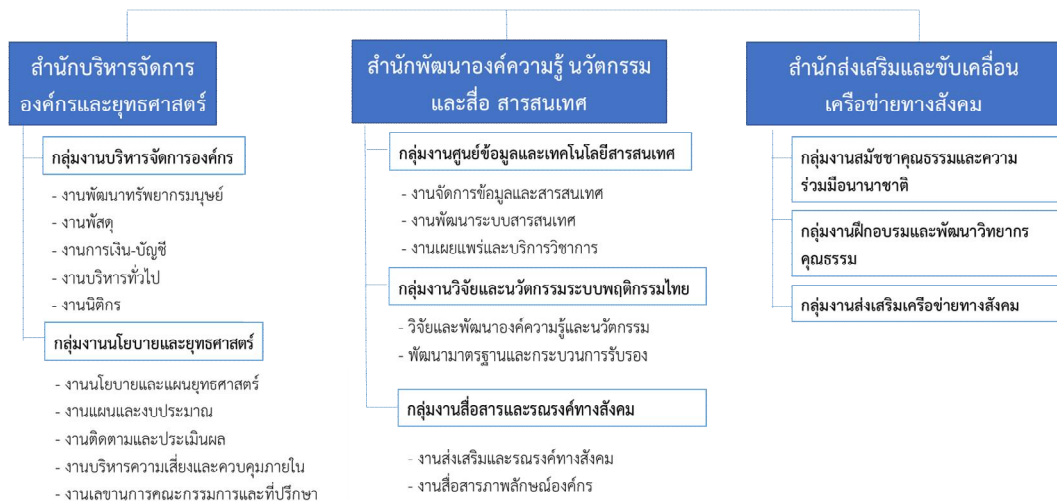 สำนักบริหารจัดการ
องค์กรและยุทธศาสตร์
กลุ่มงานบริหารจัดการองค์กร
- งานพัฒนาทรัพยากรมนุษย์
- งานพัสดุ
- งานการเงิน-บัญชี
- งานบริหารทั่วไป
- งานนิติกร
กลุ่มงานนโยบายและยุทธศาสตร์
- งานนโยบายและแผนยุทธศาสตร์
- งานแผนและงบประมาณ
- งานติดตามและประเมินผล
- งานบริหารความเสี่ยงและควบคุมภายใน
- งานเลขานการคณะกรรมการและที่ปรึกษา
สำนักพัฒนาองค์ความรู้ นวัตกรรม
และสื่อ สารสนเทศ
กลุ่มงานศูนย์ข้อมูลและเทคโนโลยีสารสนเทศ
- งานจัดการข้อมูลและสารสนเทศ
- งานพัฒนาระบบสารสนเทศ
- งานเผยแพร่และบริการวิชาการ
กลุ่มงานวิจัยและนวัตกรรมระบบพฤติกรรมไทย
- วิจัยและพัฒนาองค์ความรู้และนวัตกรรม
- พัฒนามาตรฐานและกระบวนการรับรอง
กลุ่มงานสื่อสารและรณรงค์ทางสังคม
- งานส่งเสริมและรณรงค์ทางสังคม
- งานสื่อสารภาพลักษณ์องค์กร
สำนักส่งเสริมและขับเคลื่อน
เครือข่ายทางสังคม
กลุ่มงานสมัชชาคุณธรรมและความ
ร่วมมือนานาชาติ
กลุ่มงานฝึกอบรมและพัฒนาวิทยากร
คุณธรรม
กลุ่มงานส่งเสริมเครือข่ายทางสังคม